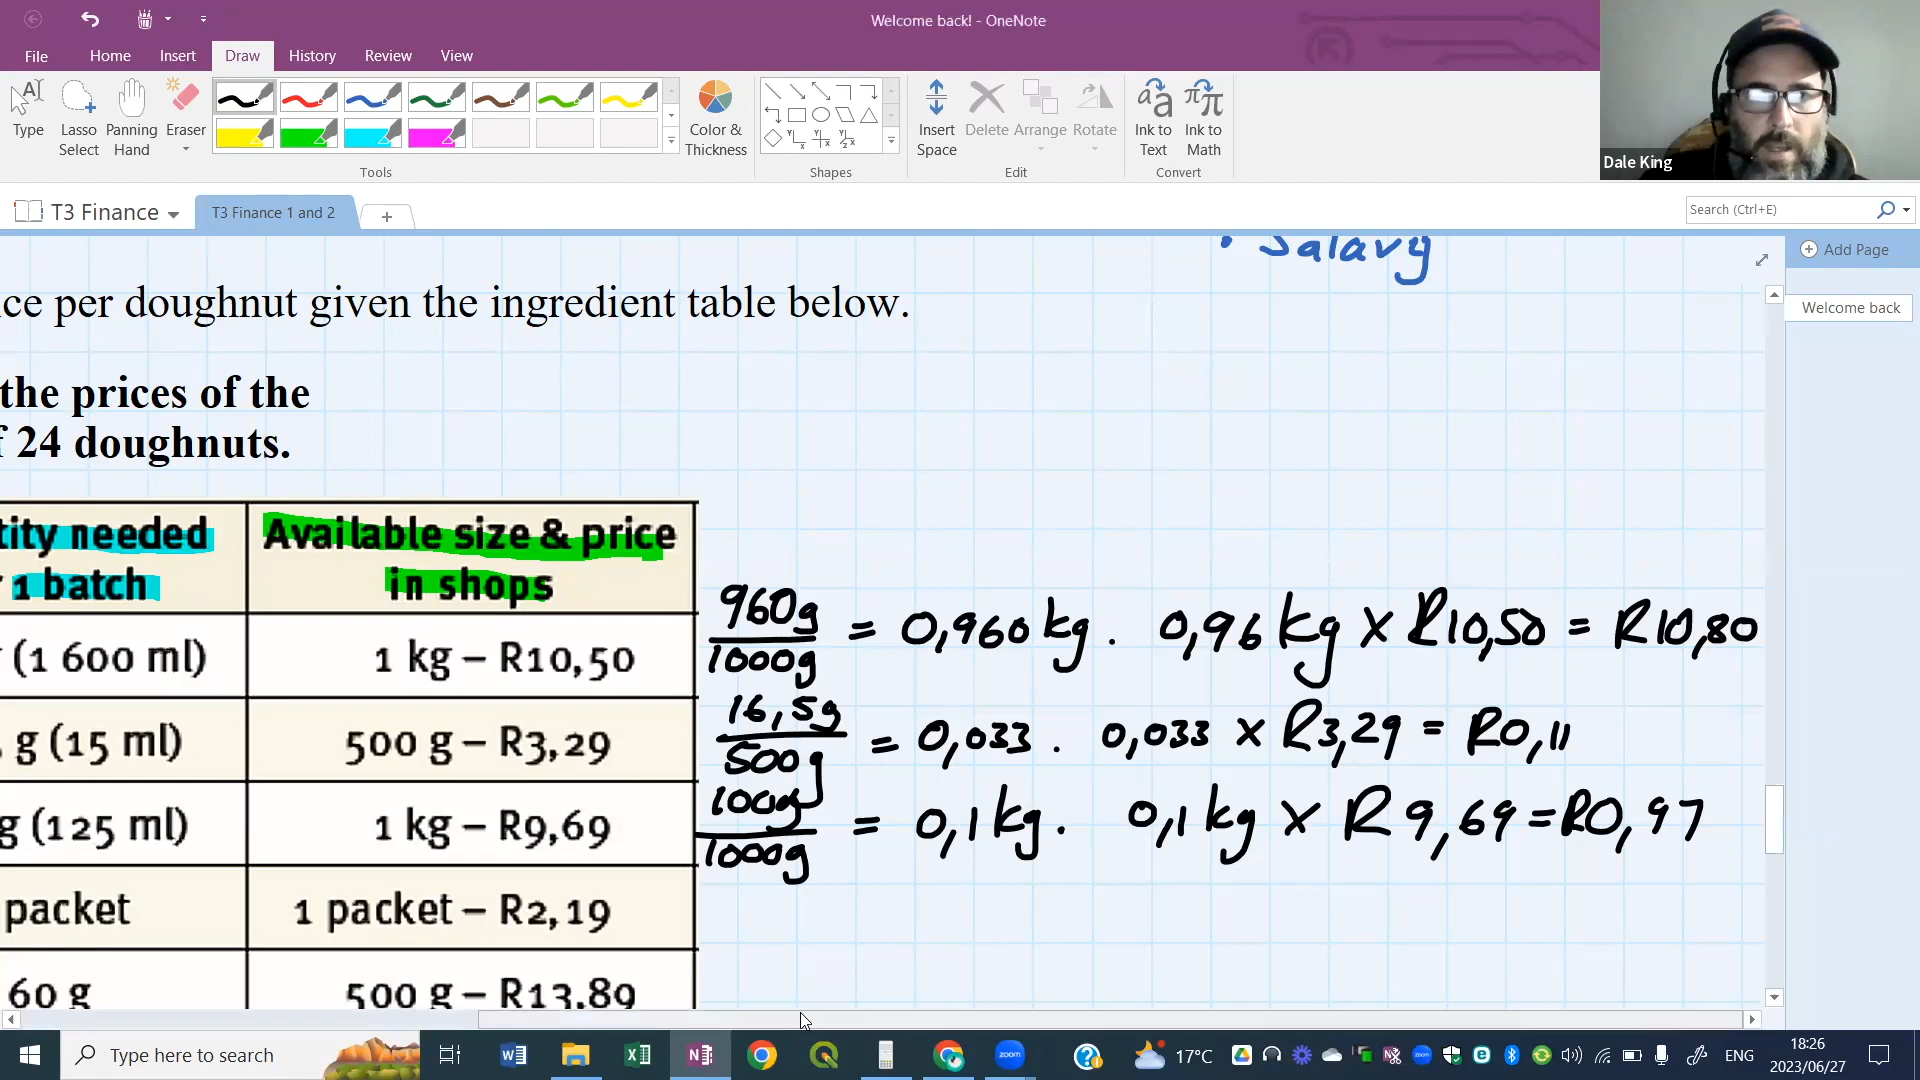 Welcome back! - OneNote
File
Home
Insert
Draw
History
Review
View
Type
Lasso Select
Panning Hand
Eraser
Color & Thickness
Insert Space
Delete
Arrange
Rotate
Ink to Text
Ink to Math
Tools
Shapes
Edit
Convert
Dale King
T3 Finance
T3 Finance 1 and 2
Search (Ctrl+E)
Add Page
Welcome back
• Salary
ce per doughnut given the ingredient table below.
the prices of the
f 24 doughnuts.
tity needed
r 1 batch
Available size & price
in shops
(1 600 ml)
1 kg – R10,50
960g/1000g = 0,960 kg. 0,96 kg x R10,50 = R10,80
g (15 ml)
500 g – R3,29
16,5g/500g = 0,033. 0,033 x R3,29 = R0,11
g (125 ml)
1 kg – R9,69
100g/1000g = 0,1 kg. 0,1 kg x R 9,69 = R0,97
packet
1 packet – R2,19
60 g
500 g – R13,89
Type here to search
zoom
17°C
ENG
18:26
2023/06/27